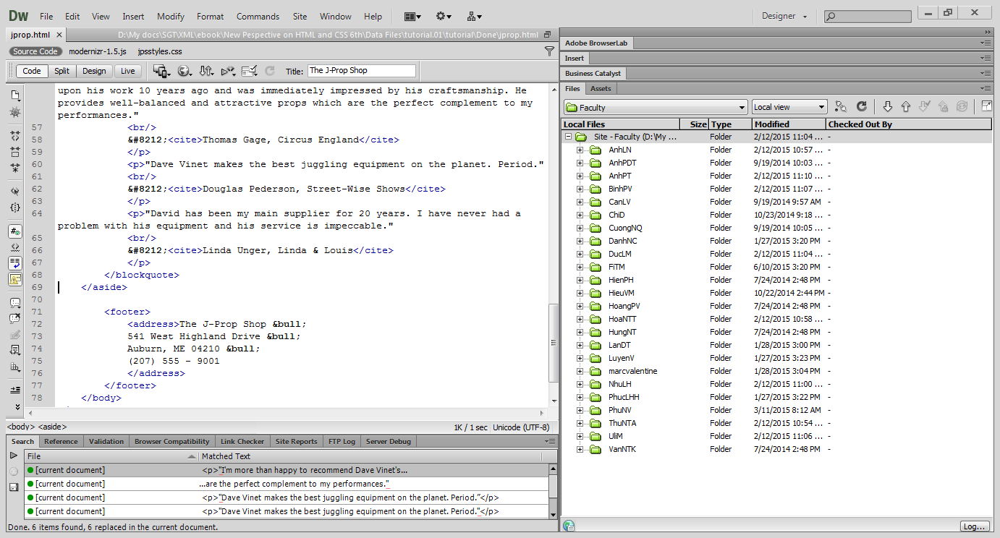 Dw File Edit View Insert Modify Format Commands Site Window Help Designer
jprop.html × D:\My docs\SGT\XML\ebook\New Pespective on HTML and CSS 6th\Data Files\tutorial.01\tutorial\Done\jprop.html
Source Code modernizr-1.5.js jpsstyles.css
Code Split Design Live Title: The J-Prop Shop
upon his work 10 years ago and was immediately impressed by his craftsmanship. He
provides well-balanced and attractive props which are the perfect complement to my
performances."
57 <br/>
58 &#8212;<cite>Thomas Gage, Circus England</cite>
59 </p>
60 <p>"Dave Vinet makes the best juggling equipment on the planet. Period."
61 <br/>
62 &#8212;<cite>Douglas Pederson, Street-Wise Shows</cite>
63 </p>
64 <p>"David has been my main supplier for 20 years. I have never had a
problem with his equipment and his service is impeccable."
65 <br/>
66 &#8212;<cite>Linda Unger, Linda & Louis</cite>
67 </p>
68 </blockquote>
69 </aside>
70
71 <footer>
72 <address>The J-Prop Shop &bull;
73 541 West Highland Drive &bull;
74 Auburn, ME 04210 &bull;
75 (207) 555 - 9001
76 </address>
77 </footer>
78 </body>
<body> <aside> 1K / 1 sec Unicode (UTF-8)
Search Reference Validation Browser Compatibility Link Checker Site Reports FTP Log Server Debug
File Matched Text
[current document] <p>"I'm more than happy to recommend Dave Vinet's...
[current document] ...are the perfect complement to my performances."
[current document] <p>"Dave Vinet makes the best juggling equipment on the planet. Period."</p>
[current document] <p>"Dave Vinet makes the best juggling equipment on the planet. Period."</p>
Done. 6 items found, 6 replaced in the current document.
Adobe BrowserLab
Insert
Business Catalyst
Files Assets
Faculty Local view
Local Files Size Type Modified Checked Out By
Site - Faculty (D:\My ... Folder 2/12/2015 11:04 ... -
AnhLN Folder 2/12/2015 10:57 ... -
AnhPDT Folder 9/19/2014 10:03 ... -
AnhPT Folder 2/12/2015 11:10 ... -
BinhPV Folder 2/12/2015 11:07 ... -
CanLV Folder 9/19/2014 9:57 AM -
ChiD Folder 10/23/2014 9:18 ... -
CuongNQ Folder 9/19/2014 10:05 ... -
DanhNC Folder 1/27/2015 3:20 PM -
DucLM Folder 2/12/2015 11:04 ... -
FiTM Folder 6/10/2015 3:20 PM -
HienPH Folder 7/24/2014 2:48 PM -
HieuVM Folder 10/22/2014 2:44 PM -
HoangPV Folder 7/24/2014 2:48 PM -
HoaNTT Folder 2/12/2015 10:58 ... -
HungNT Folder 7/24/2014 2:48 PM -
LanDT Folder 1/28/2015 3:00 PM -
LuyenV Folder 1/27/2015 3:23 PM -
marcvalentine Folder 1/28/2015 3:04 PM -
NhuLH Folder 2/12/2015 11:00 ... -
PhucLHH Folder 1/27/2015 3:22 PM -
PhuNV Folder 3/11/2015 8:12 AM -
ThuNTA Folder 2/12/2015 10:54 ... -
UliM Folder 2/12/2015 11:06 ... -
VanNTK Folder 7/24/2014 2:48 PM -
Log...